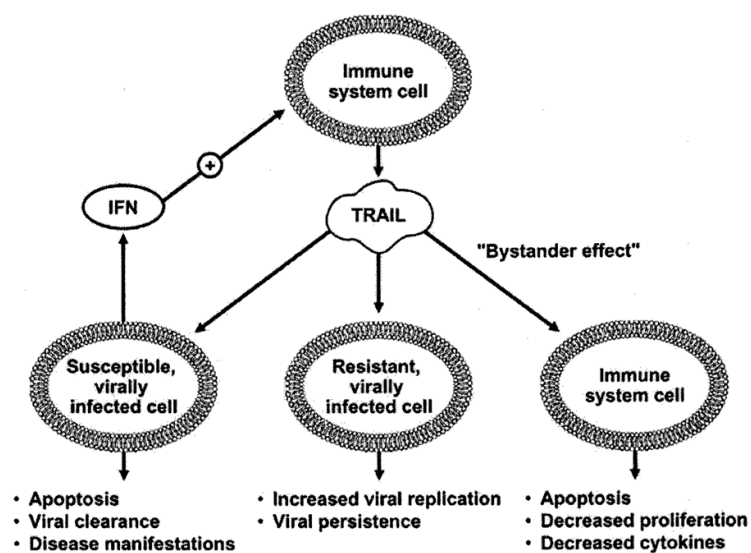 Immune
system cell
+
IFN
TRAIL
"Bystander effect"
Susceptible,
virally
infected cell
Resistant,
virally
infected cell
Immune
system cell
• Apoptosis
• Viral clearance
• Disease manifestations
• Increased viral replication
• Viral persistence
• Apoptosis
• Decreased proliferation
• Decreased cytokines